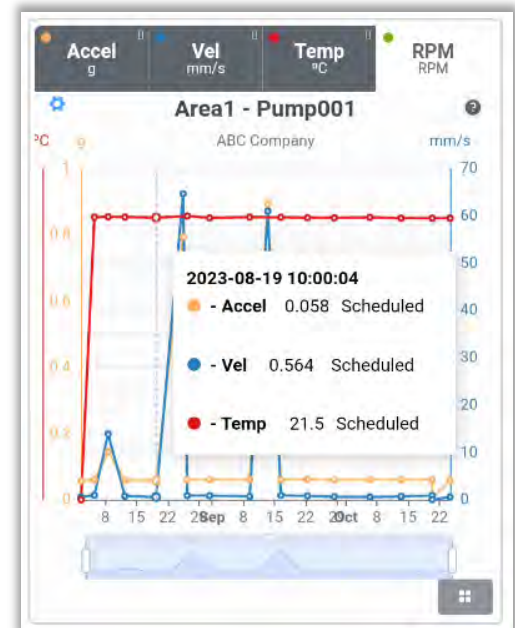 Accel Vel Temp RPM
g mm/s ºC RPM
Area1 - Pump001
ºC g ABC Company mm/s
1 70
60
0.8
50
2023-08-19 10:00:04
- Accel 0.058 Scheduled
0.6
40
- Vel 0.564 Scheduled
30
0.4
20
- Temp 21.5 Scheduled
0.2
10
0 0
8 15 22 Sep 8 15 22 Oct 8 15 22